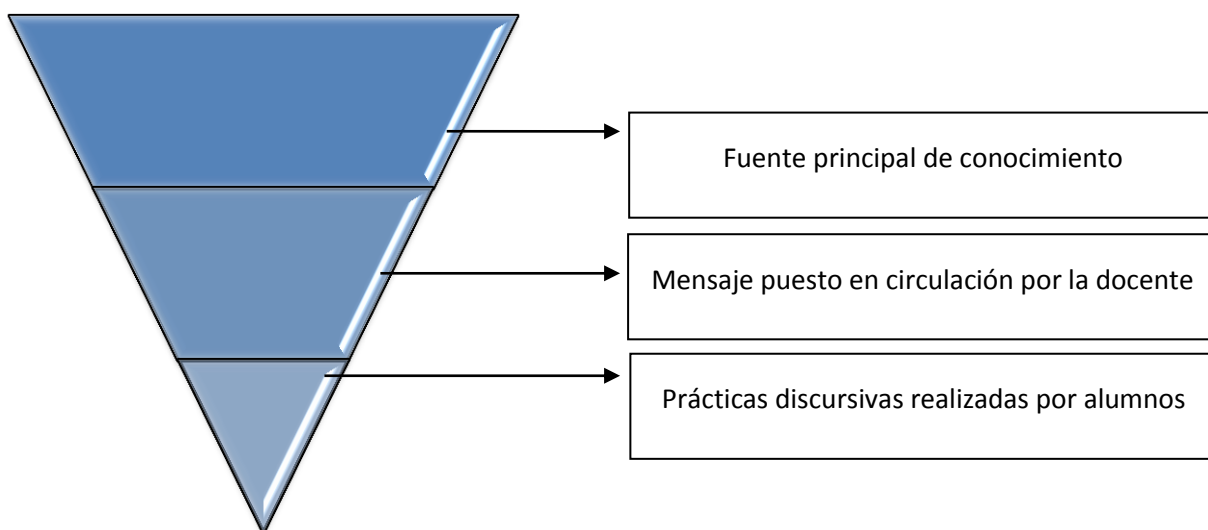 Fuente principal de conocimiento
Mensaje puesto en circulación por la docente
Prácticas discursivas realizadas por alumnos